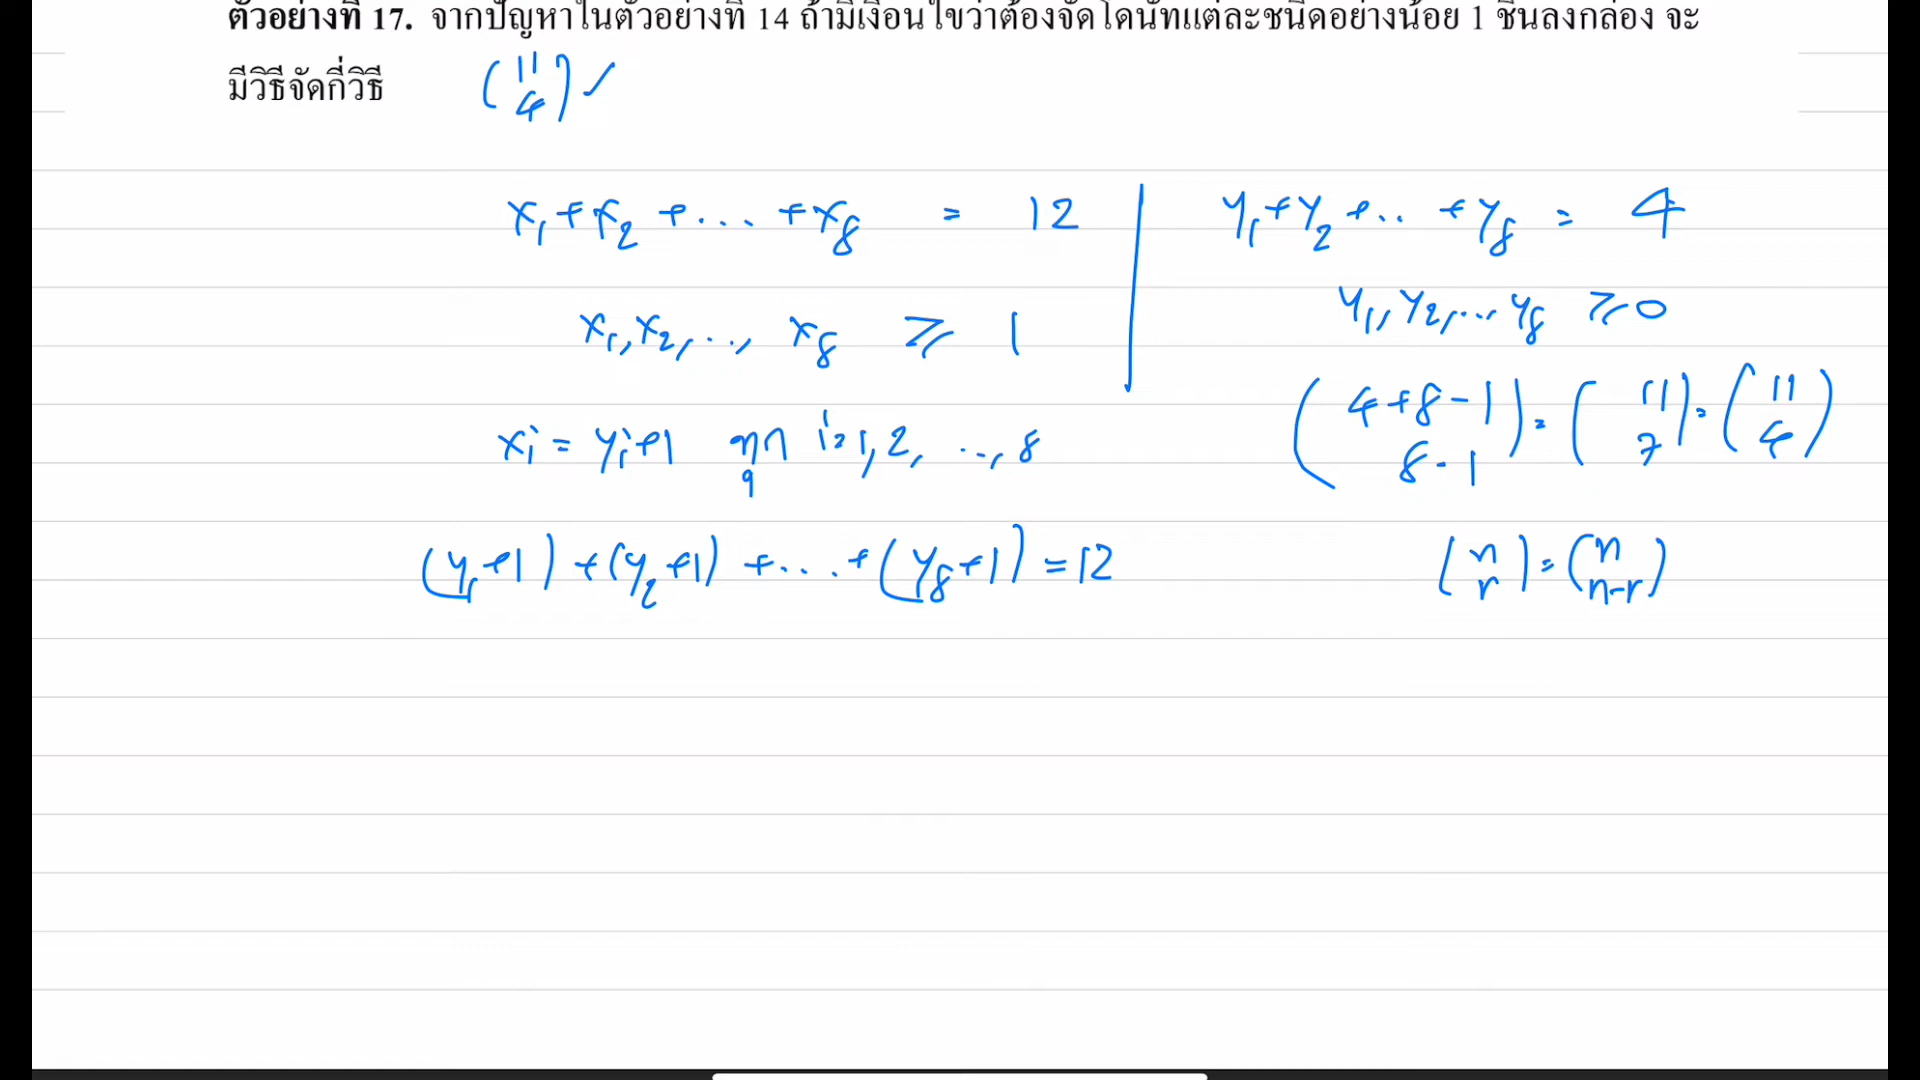 ตัวอย่างที่ 17. จากปัญหาในตัวอย่างที่ 14 ถ้ามีเงื่อนไขว่าต้องจัดโดนัทแต่ละชนิดอย่างน้อย 1 ชิ้นลงกล่อง จะ
มีวิธีจัดกี่วิธี (11 4) ✓
x₁+x₂+...+x₈ = 12
x₁,x₂,..., x₈ ≥ 1
xi = yi+1 ทุก i=1,2, ..., 8
(y₁+1)+(y₂+1)+...+(y₈+1)=12
y₁+y₂+..+y₈ = 4
y₁,y₂,..., y₈ ≥0
(4+8-1 8-1) = (11 7) = (11 4)
(n r) = (n n-r)